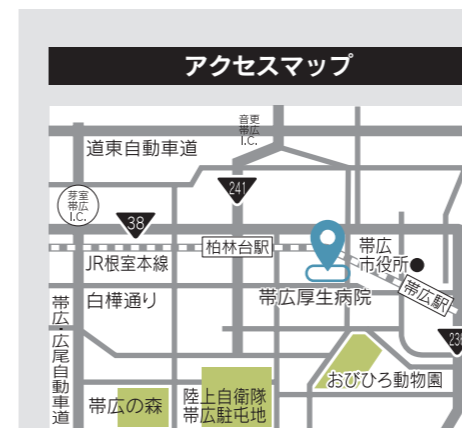 アクセスマップ
音更
帯広
I.C.
道東自動車道
芽室
帯広
I.C.
241
38
柏林台駅
帯広
市役所
JR根室本線
帯広駅
白樺通り
帯広厚生病院
帯広・広尾自動車道
おびひろ動物園
帯広の森
陸上自衛隊
帯広駐屯地